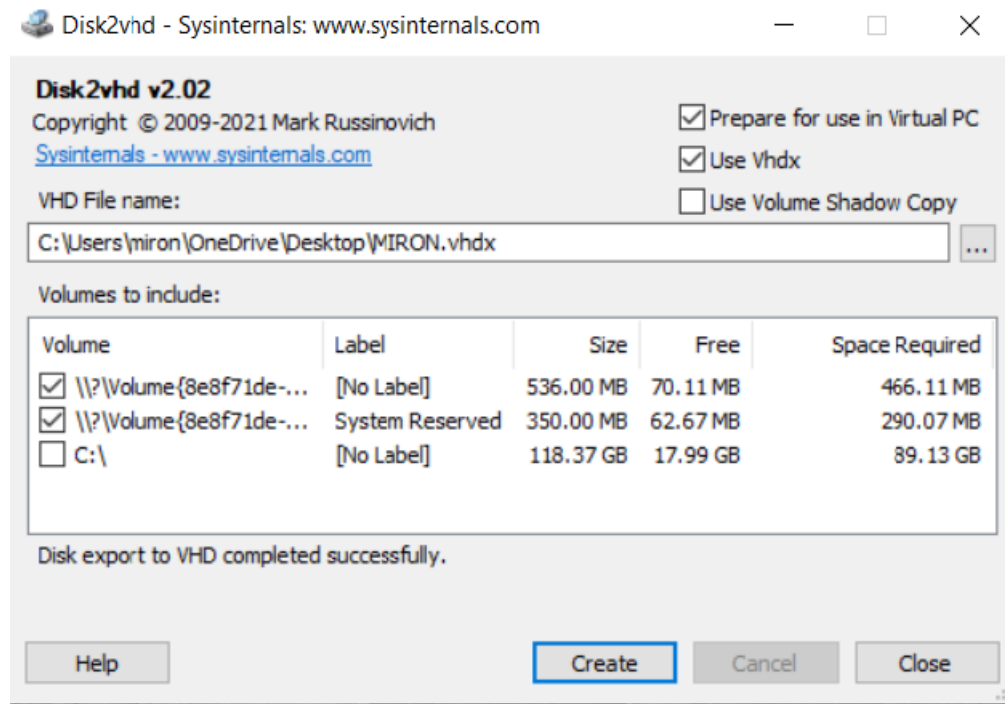 Disk2vhd - Sysinternals: www.sysinternals.com
Disk2vhd v2.02
Copyright © 2009-2021 Mark Russinovich
Sysinternals - www.sysinternals.com
Prepare for use in Virtual PC
Use Vhdx
Use Volume Shadow Copy
VHD File name:
C:\Users\miron\OneDrive\Desktop\MIRON.vhdx
...
Volumes to include:
Volume Label Size Free Space Required
\\?\Volume{8e8f71de-... [No Label] 536.00 MB 70.11 MB 466.11 MB
\\?\Volume{8e8f71de-... System Reserved 350.00 MB 62.67 MB 290.07 MB
C:\ [No Label] 118.37 GB 17.99 GB 89.13 GB
Disk export to VHD completed successfully.
Help Create Cancel Close